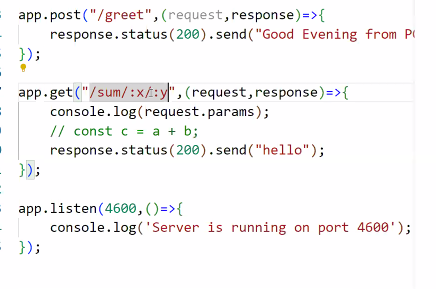 app.post("/greet",(request,response)=>{
response.status(200).send("Good Evening from
});
app.get("/sum/:x/:y",(request,response)=>{
console.log(request.params);
// const c = a + b;
response.status(200).send("hello");
});
app.listen(4600,()=>{
console.log('Server is running on port 4600');
});